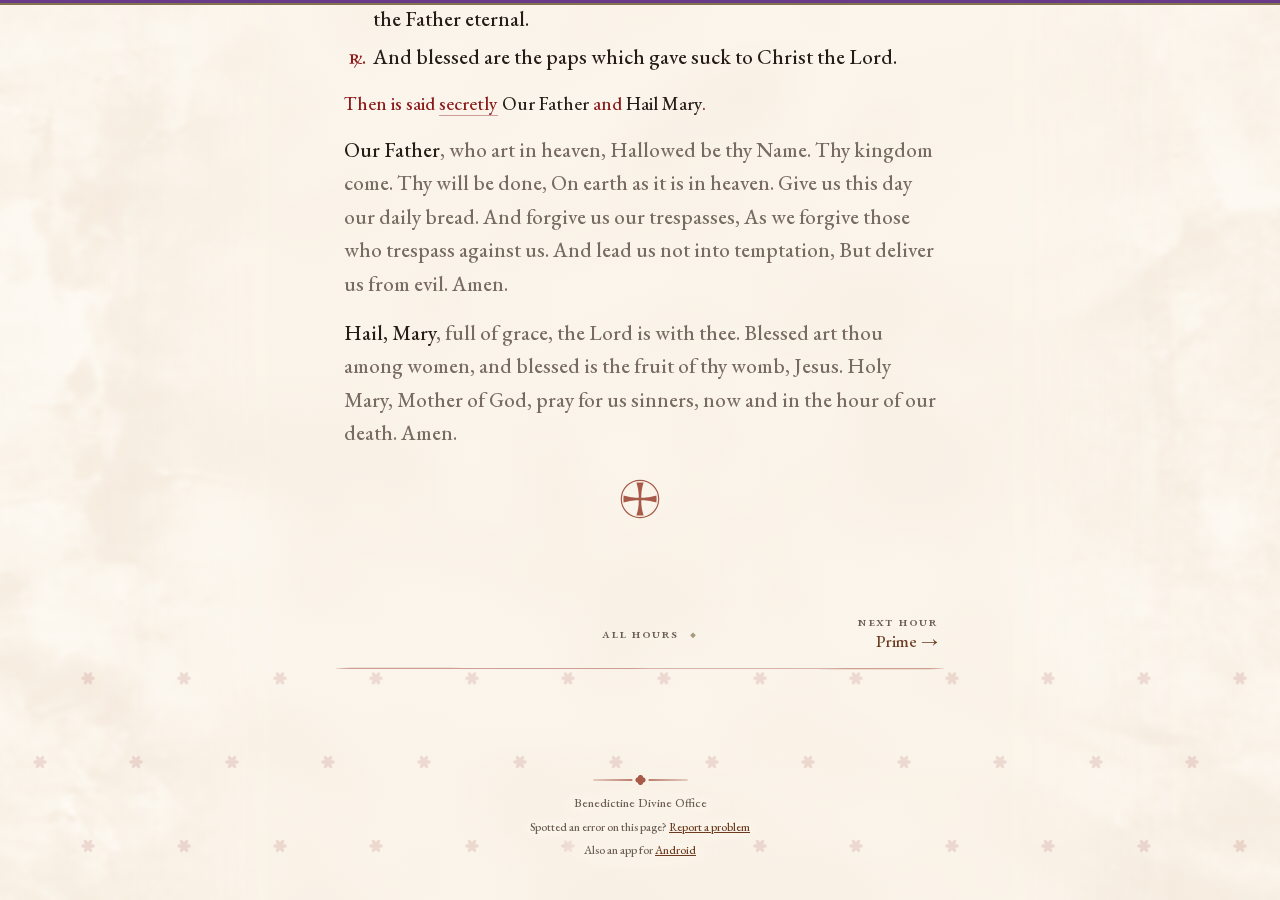 the Father eternal.
℟. And blessed are the paps which gave suck to Christ the Lord.
Then is said secretly Our Father and Hail Mary.
Our Father, who art in heaven, Hallowed be thy Name. Thy kingdom
come. Thy will be done, On earth as it is in heaven. Give us this day
our daily bread. And forgive us our trespasses, As we forgive those
who trespass against us. And lead us not into temptation, But deliver
us from evil. Amen.
Hail, Mary, full of grace, the Lord is with thee. Blessed art thou
among women, and blessed is the fruit of thy womb, Jesus. Holy
Mary, Mother of God, pray for us sinners, now and in the hour of our
death. Amen.
ALL HOURS
NEXT HOUR
Prime →
Benedictine Divine Office
Spotted an error on this page? Report a problem
Also an app for Android